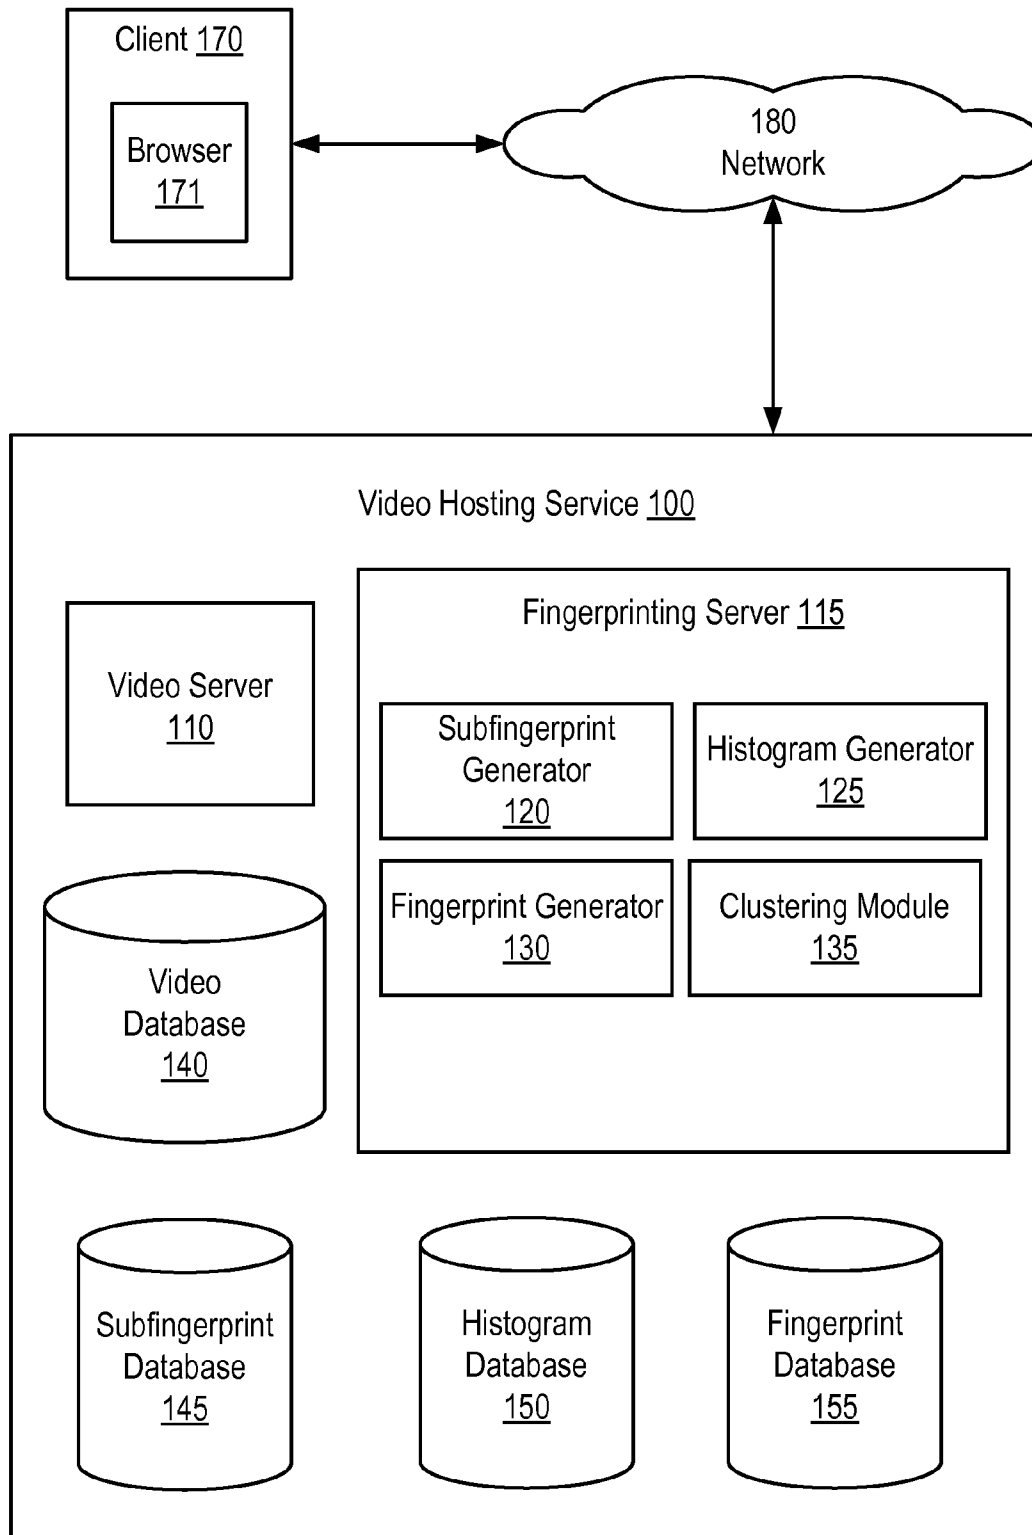 Client 170
Browser
171
180
Network
Video Hosting Service 100
Fingerprinting Server 115
Video Server
110
Subfingerprint
Generator
120
Histogram Generator
125
Fingerprint Generator
130
Clustering Module
135
Video
Database
140
Subfingerprint
Database
145
Histogram
Database
150
Fingerprint
Database
155